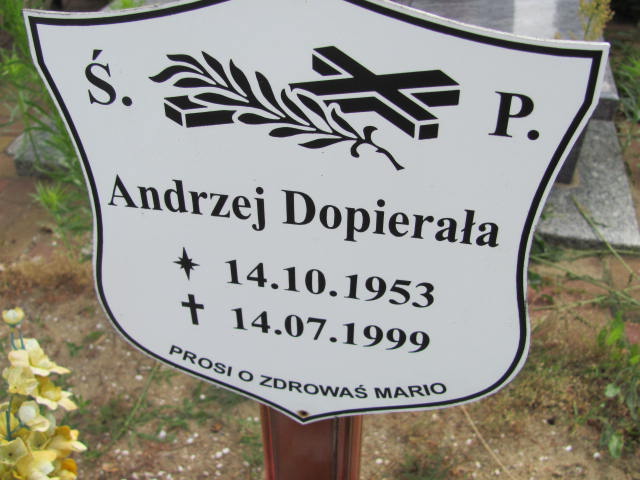 Ś. P.
Andrzej Dopierała
14.10.1953
14.07.1999
PROSI O ZDROWAŚ MARIO